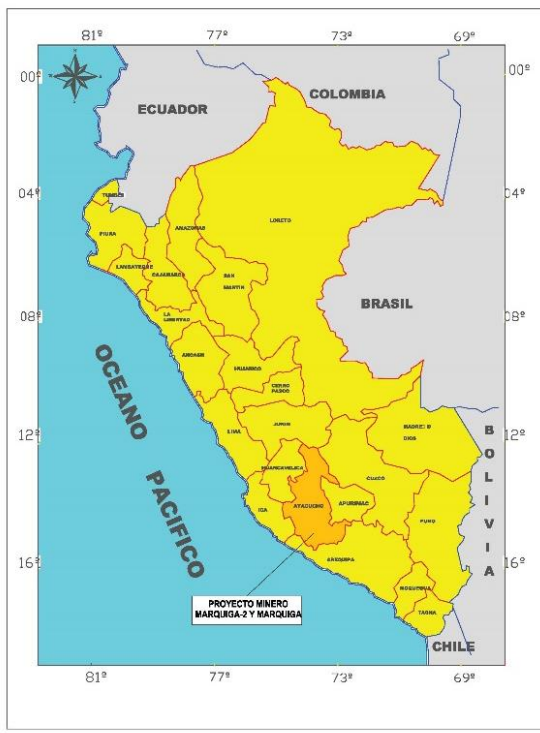 81º 77º 73º 69º
00º 00º
COLOMBIA
ECUADOR
04º 04º
TUMBES
LORETO
AMAZONAS
PIURA
LAMBAYEQUE
CAJAMARCA
SAN
MARTIN
BRASIL
08º 08º
LA
LIBERTAD
ANCASH
HUANUCO
CERRO
PASCO
OCEANO PACIFICO
LIMA
JUNIN
MADRE D
DIOS
BOLIVIA
12º 12º
HUANCAVELICA
CUZCO
ICA
AYACUCHO
APURIMAC
PUNO
AREQUIPA
16º 16º
MOQUEGUA
TACNA
PROYECTO MINERO
MARQUIGA-2 Y MARQUIGA
CHILE
81º 77º 73º 69º